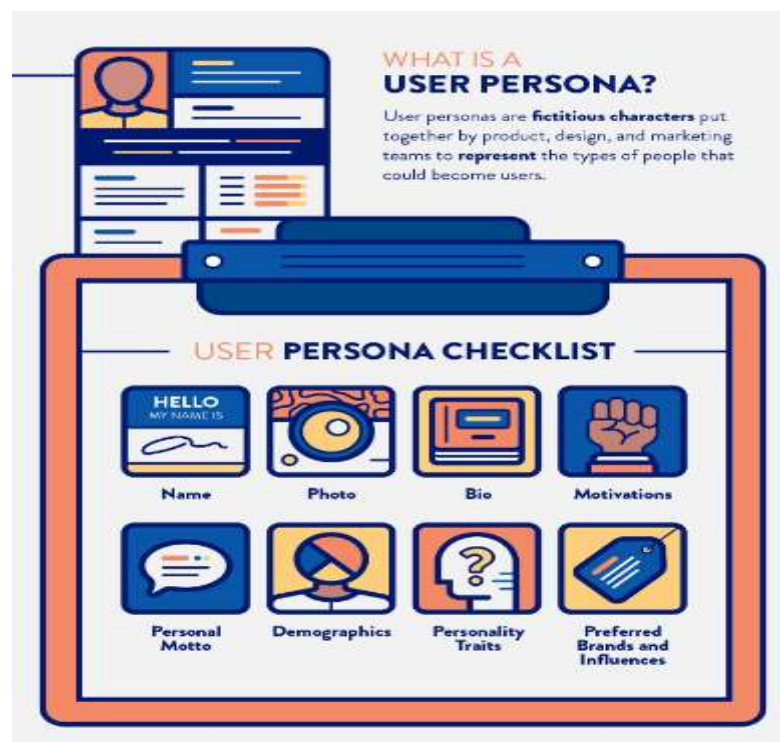 WHAT IS A
USER PERSONA?
User personas are fictitious characters put
together by product, design, and marketing
teams to represent the types of people that
could become users.
USER PERSONA CHECKLIST
HELLO
MY NAME IS
Name
Photo
Bio
Motivations
Personal
Motto
Demographics
Personality
Traits
Preferred
Brands and
Influences